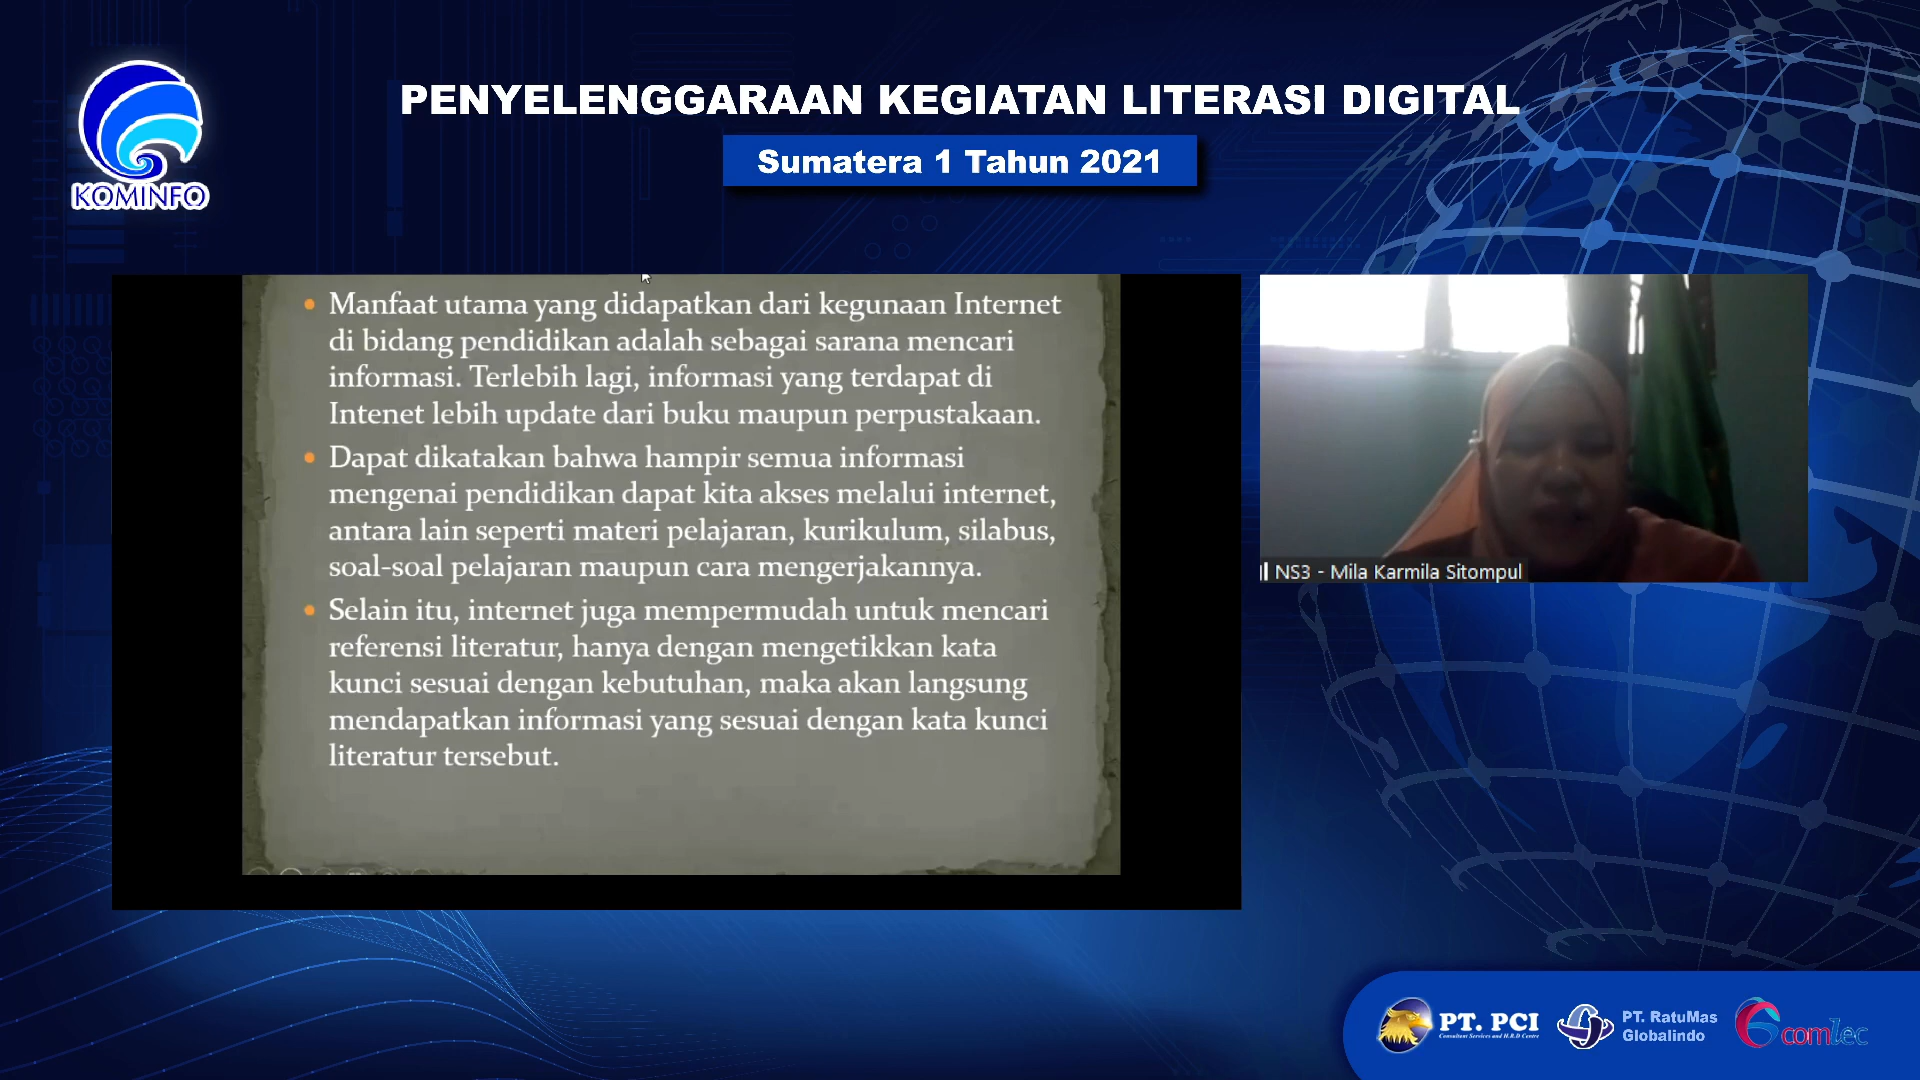 KOMINFO
PENYELENGGARAAN KEGIATAN LITERASI DIGITAL
Sumatera 1 Tahun 2021
• Manfaat utama yang didapatkan dari kegunaan Internet
di bidang pendidikan adalah sebagai sarana mencari
informasi. Terlebih lagi, informasi yang terdapat di
Intenet lebih update dari buku maupun perpustakaan.
• Dapat dikatakan bahwa hampir semua informasi
mengenai pendidikan dapat kita akses melalui internet,
antara lain seperti materi pelajaran, kurikulum, silabus,
soal-soal pelajaran maupun cara mengerjakannya.
• Selain itu, internet juga mempermudah untuk mencari
referensi literatur, hanya dengan mengetikkan kata
kunci sesuai dengan kebutuhan, maka akan langsung
mendapatkan informasi yang sesuai dengan kata kunci
literatur tersebut.
NS3 - Mila Karmila Sitompul
PT. PCI
Consultant Services and H.R.D Centre
PT. RatuMas
Globalindo
comtec